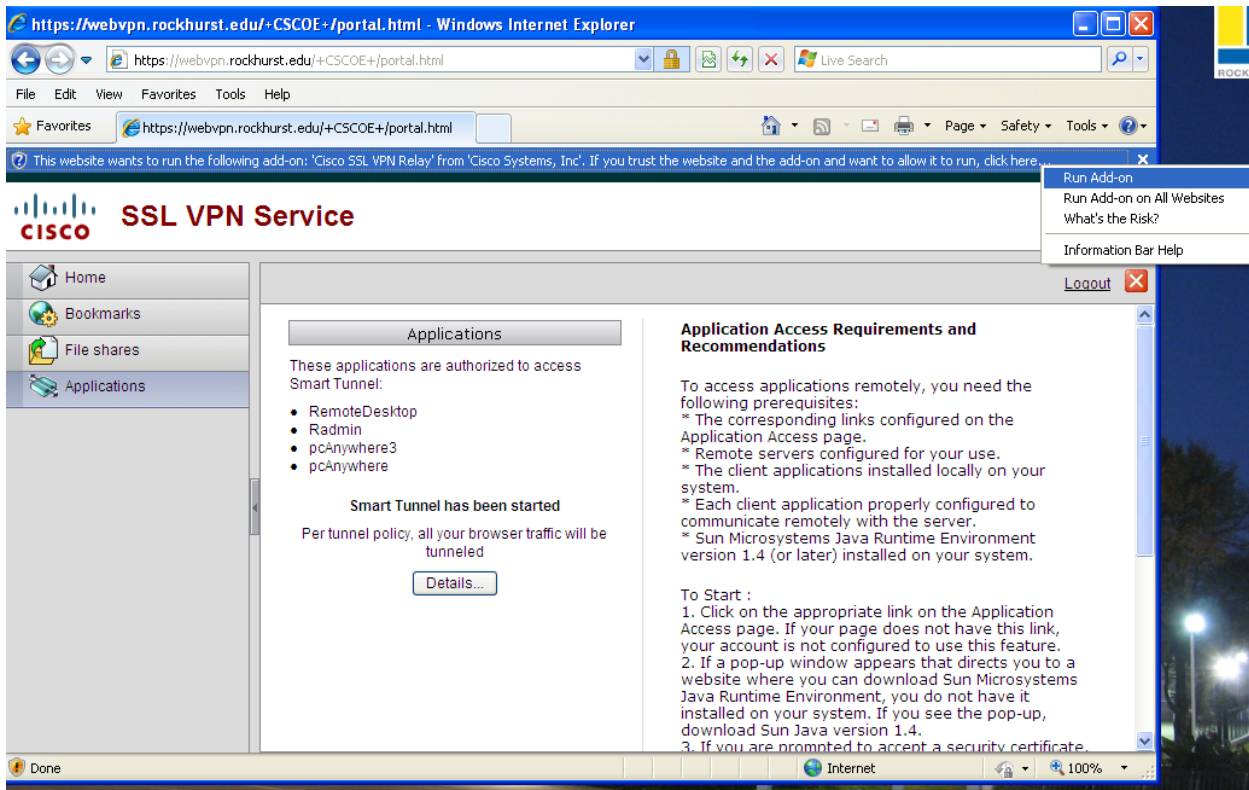 https://webvpn.rockhurst.edu/+CSCOE+/portal.html - Windows Internet Explorer
https://webvpn.rockhurst.edu/+CSCOE+/portal.html
Live Search
File Edit View Favorites Tools Help
Favorites
https://webvpn.rockhurst.edu/+CSCOE+/portal.html
Page
Safety
Tools
This website wants to run the following add-on: 'Cisco SSL VPN Relay' from 'Cisco Systems, Inc'. If you trust the website and the add-on and want to allow it to run, click here...
Run Add-on
Run Add-on on All Websites
What's the Risk?
Information Bar Help
ROCK
CISCO
SSL VPN Service
Logout
Home
Bookmarks
File shares
Applications
Applications
These applications are authorized to access
Smart Tunnel:
• RemoteDesktop
• Radmin
• pcAnywhere3
• pcAnywhere
Smart Tunnel has been started
Per tunnel policy, all your browser traffic will be
tunneled
Details...
Application Access Requirements and
Recommendations
To access applications remotely, you need the
following prerequisites:
* The corresponding links configured on the
Application Access page.
* Remote servers configured for your use.
* The client applications installed locally on your
system.
* Each client application properly configured to
communicate remotely with the server.
* Sun Microsystems Java Runtime Environment
version 1.4 (or later) installed on your system.
To Start :
1. Click on the appropriate link on the Application
Access page. If your page does not have this link,
your account is not configured to use this feature.
2. If a pop-up window appears that directs you to a
website where you can download Sun Microsystems
Java Runtime Environment, you do not have it
installed on your system. If you see the pop-up,
download Sun Java version 1.4.
3. If you are prompted to accept a security certificate,
Done
Internet
100%